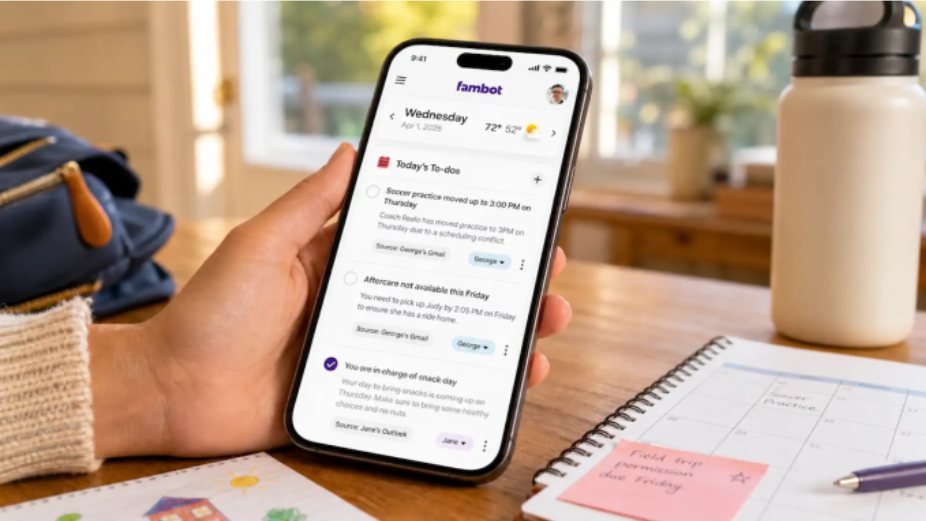 9:41
fambot
Wednesday
Apr 1, 2026
72° 52°
Today's To-dos
Soccer practice moved up to 3:00 PM on
Thursday
Coach Realo has moved practice to 3PM on
Thursday due to a scheduling conflict.
Source: George's Gmail
George
Aftercare not available this Friday
You need to pick up Judy by 2:05 PM on Friday
to ensure she has a ride home.
Source: George's Gmail
George
You are in charge of snack day
Your day to bring snacks is coming up on
Thursday. Make sure to bring some healthy
choices and no nuts.
Source: Jane's Outlook
Jane
Soccer
Practice
Field trip
permission
due Friday